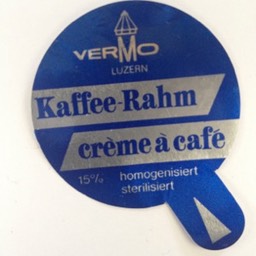 VERMO
LUZERN
Kaffee-Rahm
crème à café
15% homogenisiert
sterilisiert